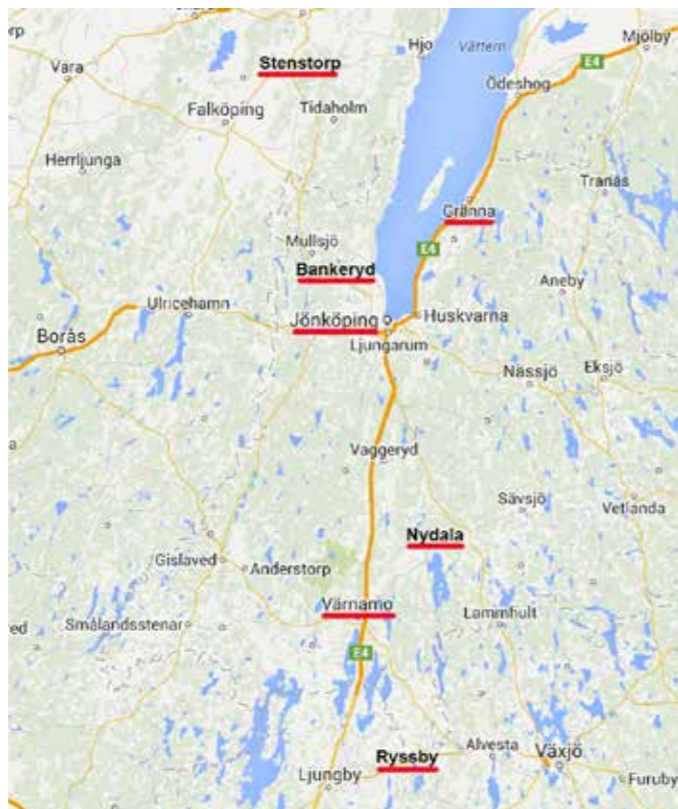 orp
Hjo
Vättern
Mjölby
Stenstorp
E4
Vara
Ödeshog
Falköping
Tidaholm
Herrljunga
Tranås
Gränna
Mullsjö
E4
Bankeryd
Aneby
Ulricehamn
Jönköping
Huskvarna
Borås
Ljungarum
Nässjö
Eksjö
a
Vaggeryd
Sävsjö
Vetlanda
Nydala
Gislaved
Anderstorp
Värnamo
Lammhult
ed
Smålandsstenar
E4
Ryssby
Alvesta
Växjö
Ljungby
Furuby